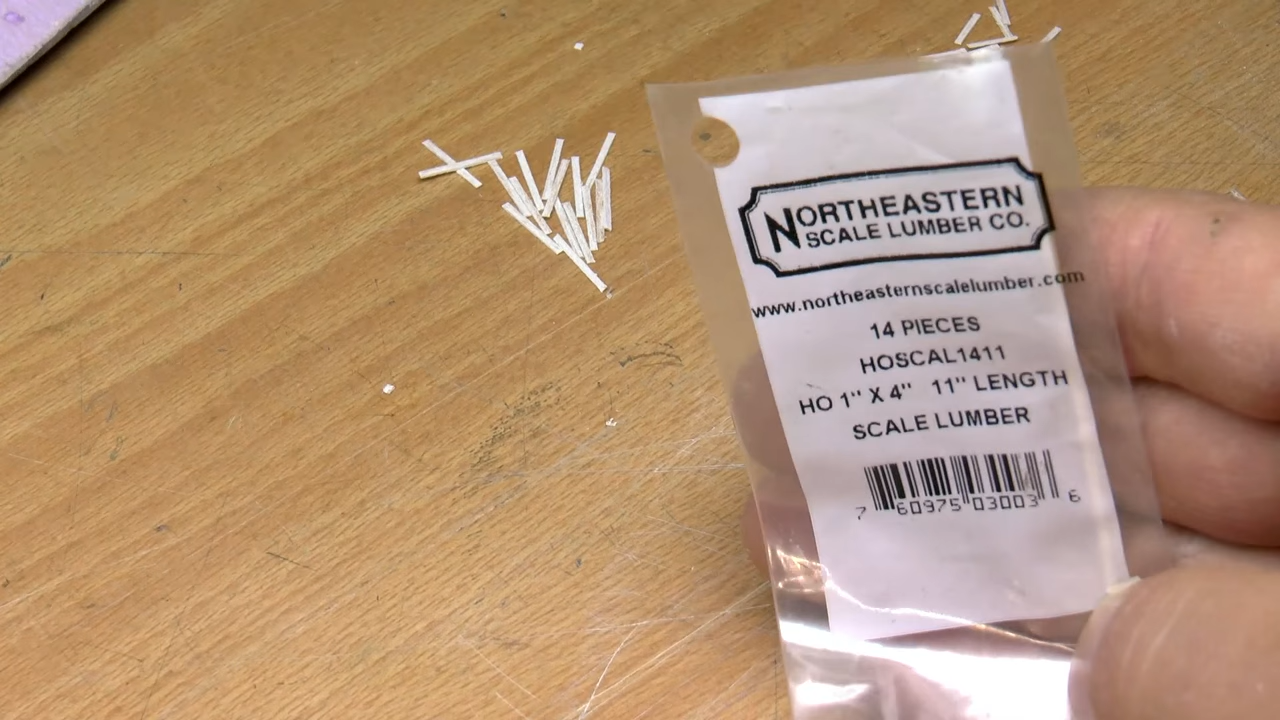 NORTHEASTERN
SCALE LUMBER CO.
www.northeasternscalelumber.com
14 PIECES
HOSCAL1411
HO 1" X 4" 11" LENGTH
SCALE LUMBER
7 60975 03003 6